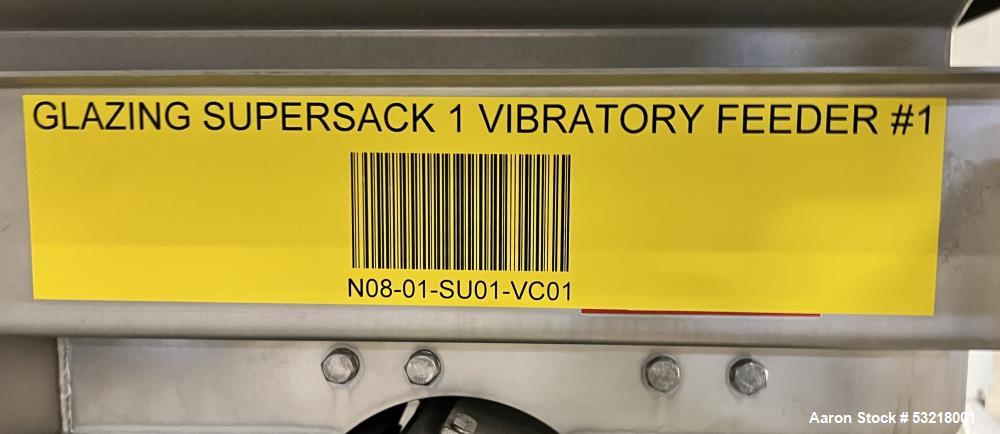 GLAZING SUPERSACK 1 VIBRATORY FEEDER #1
N08-01-SU01-VC01
Aaron Stock # 53218001